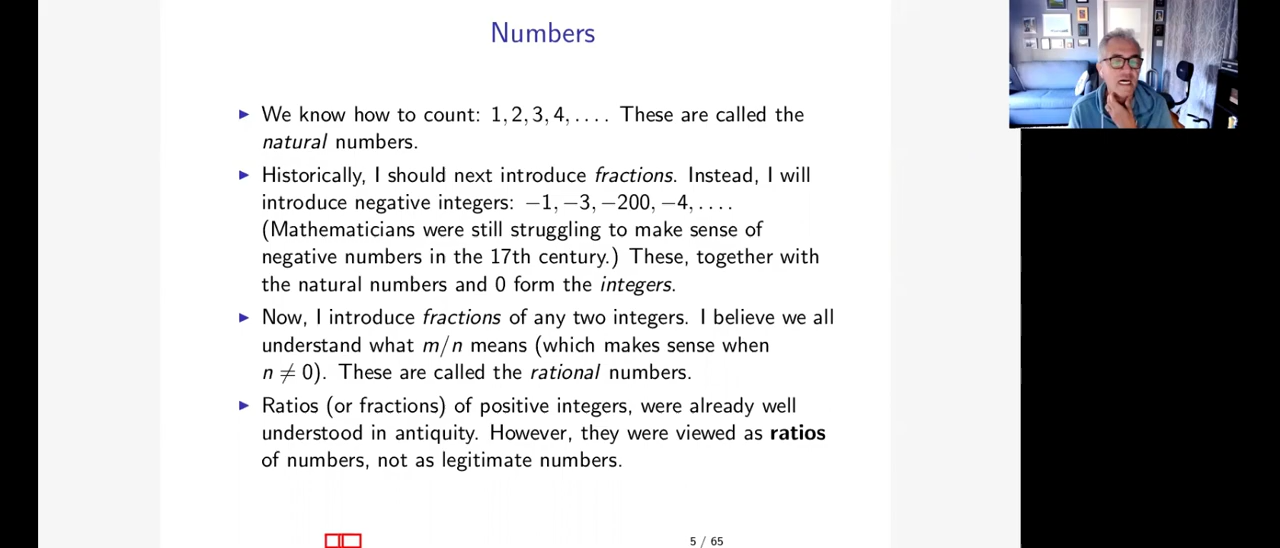 Numbers
▶ We know how to count: 1, 2, 3, 4, . . . . These are called the
natural numbers.
▶ Historically, I should next introduce fractions. Instead, I will
introduce negative integers: −1, −3, −200, −4, . . . .
(Mathematicians were still struggling to make sense of
negative numbers in the 17th century.) These, together with
the natural numbers and 0 form the integers.
▶ Now, I introduce fractions of any two integers. I believe we all
understand what m/n means (which makes sense when
n ≠ 0). These are called the rational numbers.
▶ Ratios (or fractions) of positive integers, were already well
understood in antiquity. However, they were viewed as ratios
of numbers, not as legitimate numbers.
5 / 65